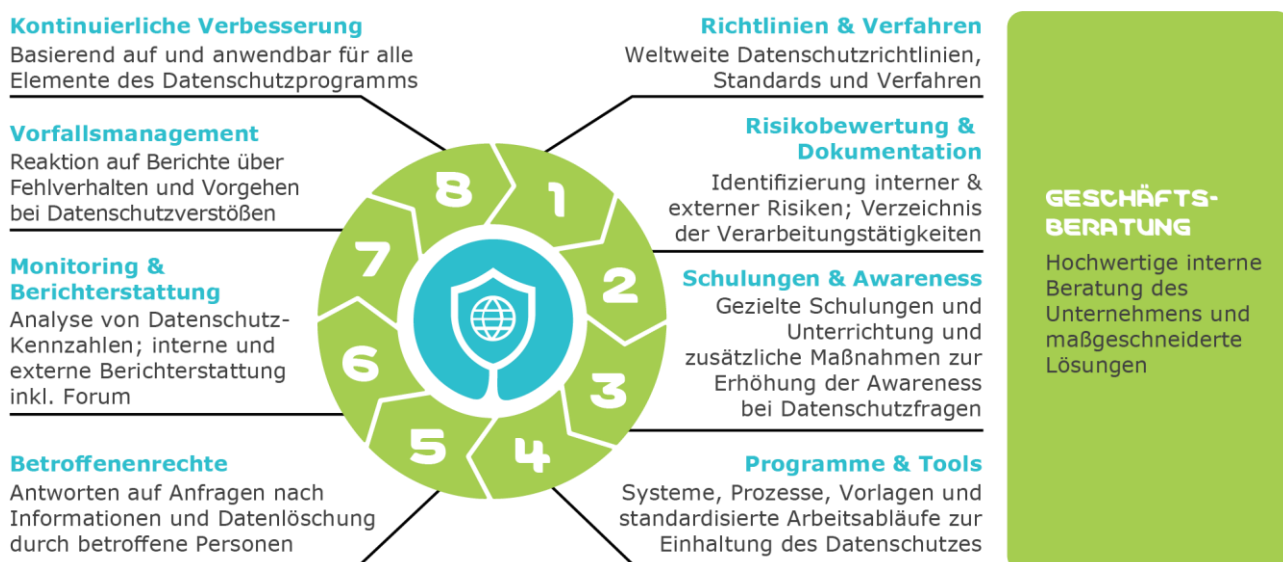 Kontinuierliche Verbesserung
Basierend auf und anwendbar für alle
Elemente des Datenschutzprogramms
Vorfallsmanagement
Reaktion auf Berichte über
Fehlverhalten und Vorgehen
bei Datenschutzverstößen
Monitoring &
Berichterstattung
Analyse von Datenschutz-
Kennzahlen; interne und
externe Berichterstattung
inkl. Forum
Betroffenenrechte
Antworten auf Anfragen nach
Informationen und Datenlöschung
durch betroffene Personen
8
1
7
2
6
3
5
4
Richtlinien & Verfahren
Weltweite Datenschutzrichtlinien,
Standards und Verfahren
Risikobewertung &
Dokumentation
Identifizierung interner &
externer Risiken; Verzeichnis
der Verarbeitungstätigkeiten
Schulungen & Awareness
Gezielte Schulungen und
Unterrichtung und
zusätzliche Maßnahmen zur
Erhöhung der Awareness
bei Datenschutzfragen
Programme & Tools
Systeme, Prozesse, Vorlagen und
standardisierte Arbeitsabläufe zur
Einhaltung des Datenschutzes
GESCHÄFTS-
BERATUNG
Hochwertige interne
Beratung des
Unternehmens und
maßgeschneiderte
Lösungen